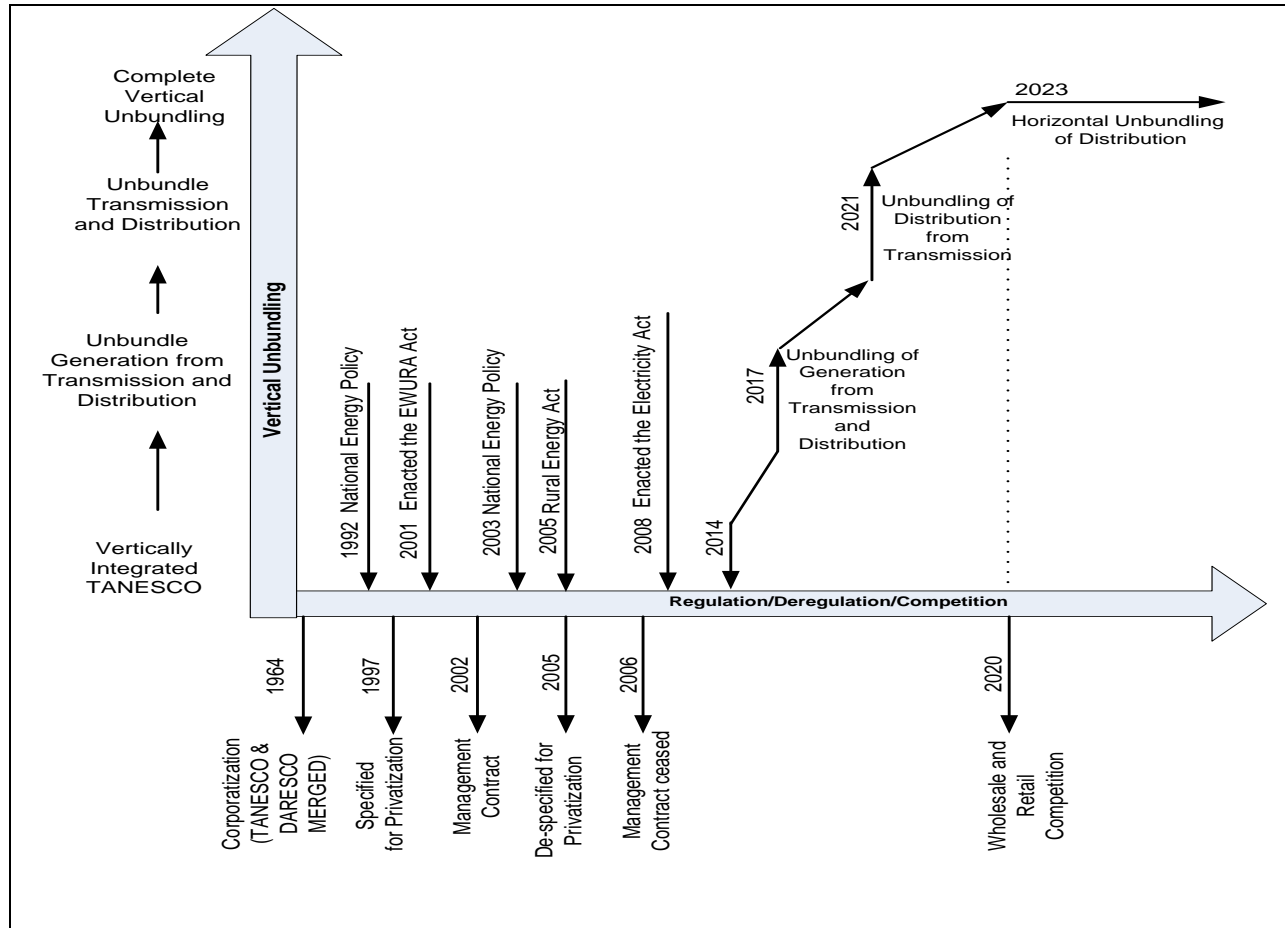 Complete
Vertical
Unbundling
Unbundle
Transmission
and Distribution
Unbundle
Generation from
Transmission and
Distribution
Vertically
Integrated
TANESCO
Vertical Unbundling
1992 National Energy Policy
2001 Enacted the EWURA Act
2003 National Energy Policy
2005 Rural Energy Act
2008 Enacted the Electricity Act
2014
2017
Unbundling of
Generation
from
Transmission
and
Distribution
2021
Unbundling of
Distribution
from
Transmission
2023
Horizontal Unbundling
of Distribution
Regulation/Deregulation/Competition
1964
Corporatization
(TANESCO &
DARESCO
MERGED)
1997
Specified
for Privatization
2002
Management
Contract
2005
De-specified for
Privatization
2006
Management
Contract ceased
2020
Wholesale and
Retail
Competition